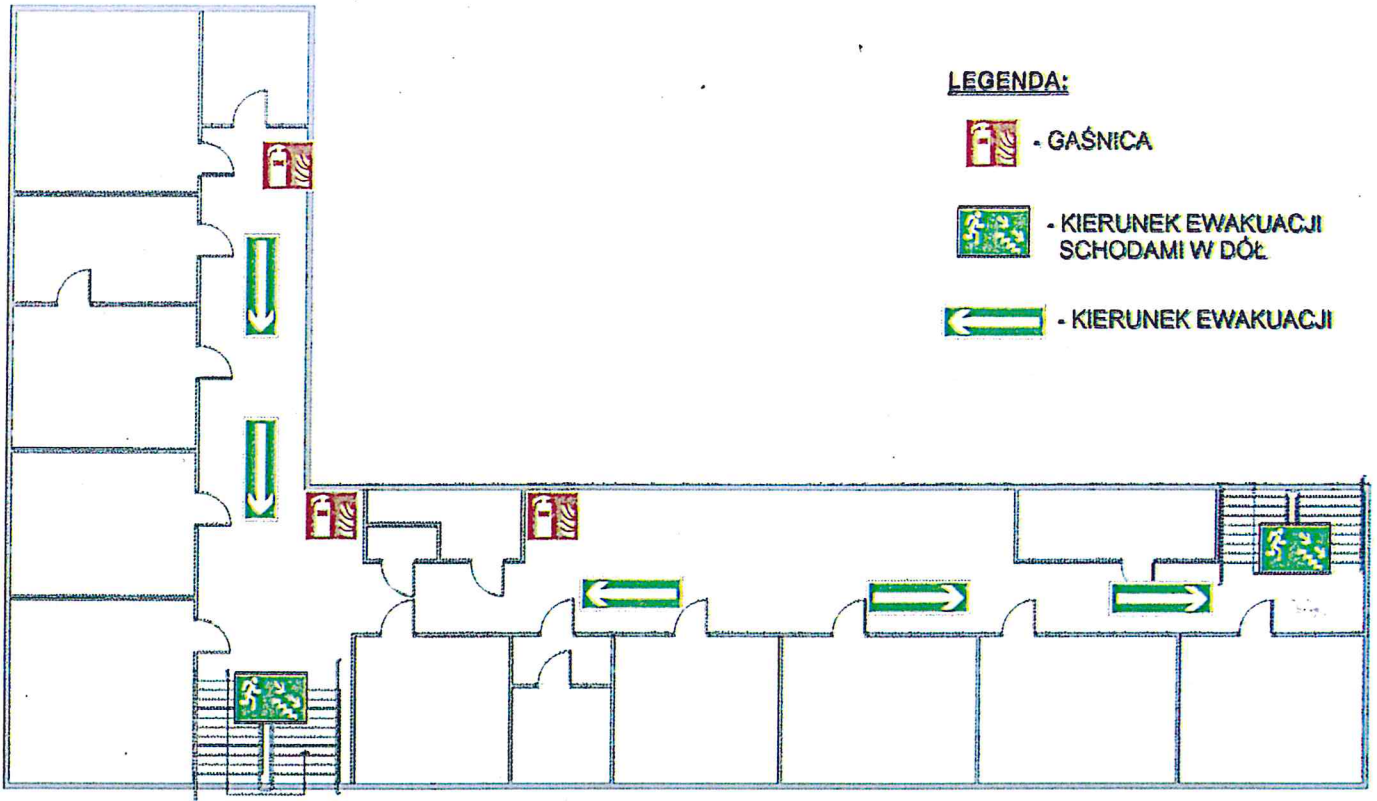 LEGENDA:
- GAŚNICA
- KIERUNEK EWAKUACJI
SCHODAMI W DÓŁ
- KIERUNEK EWAKUACJI